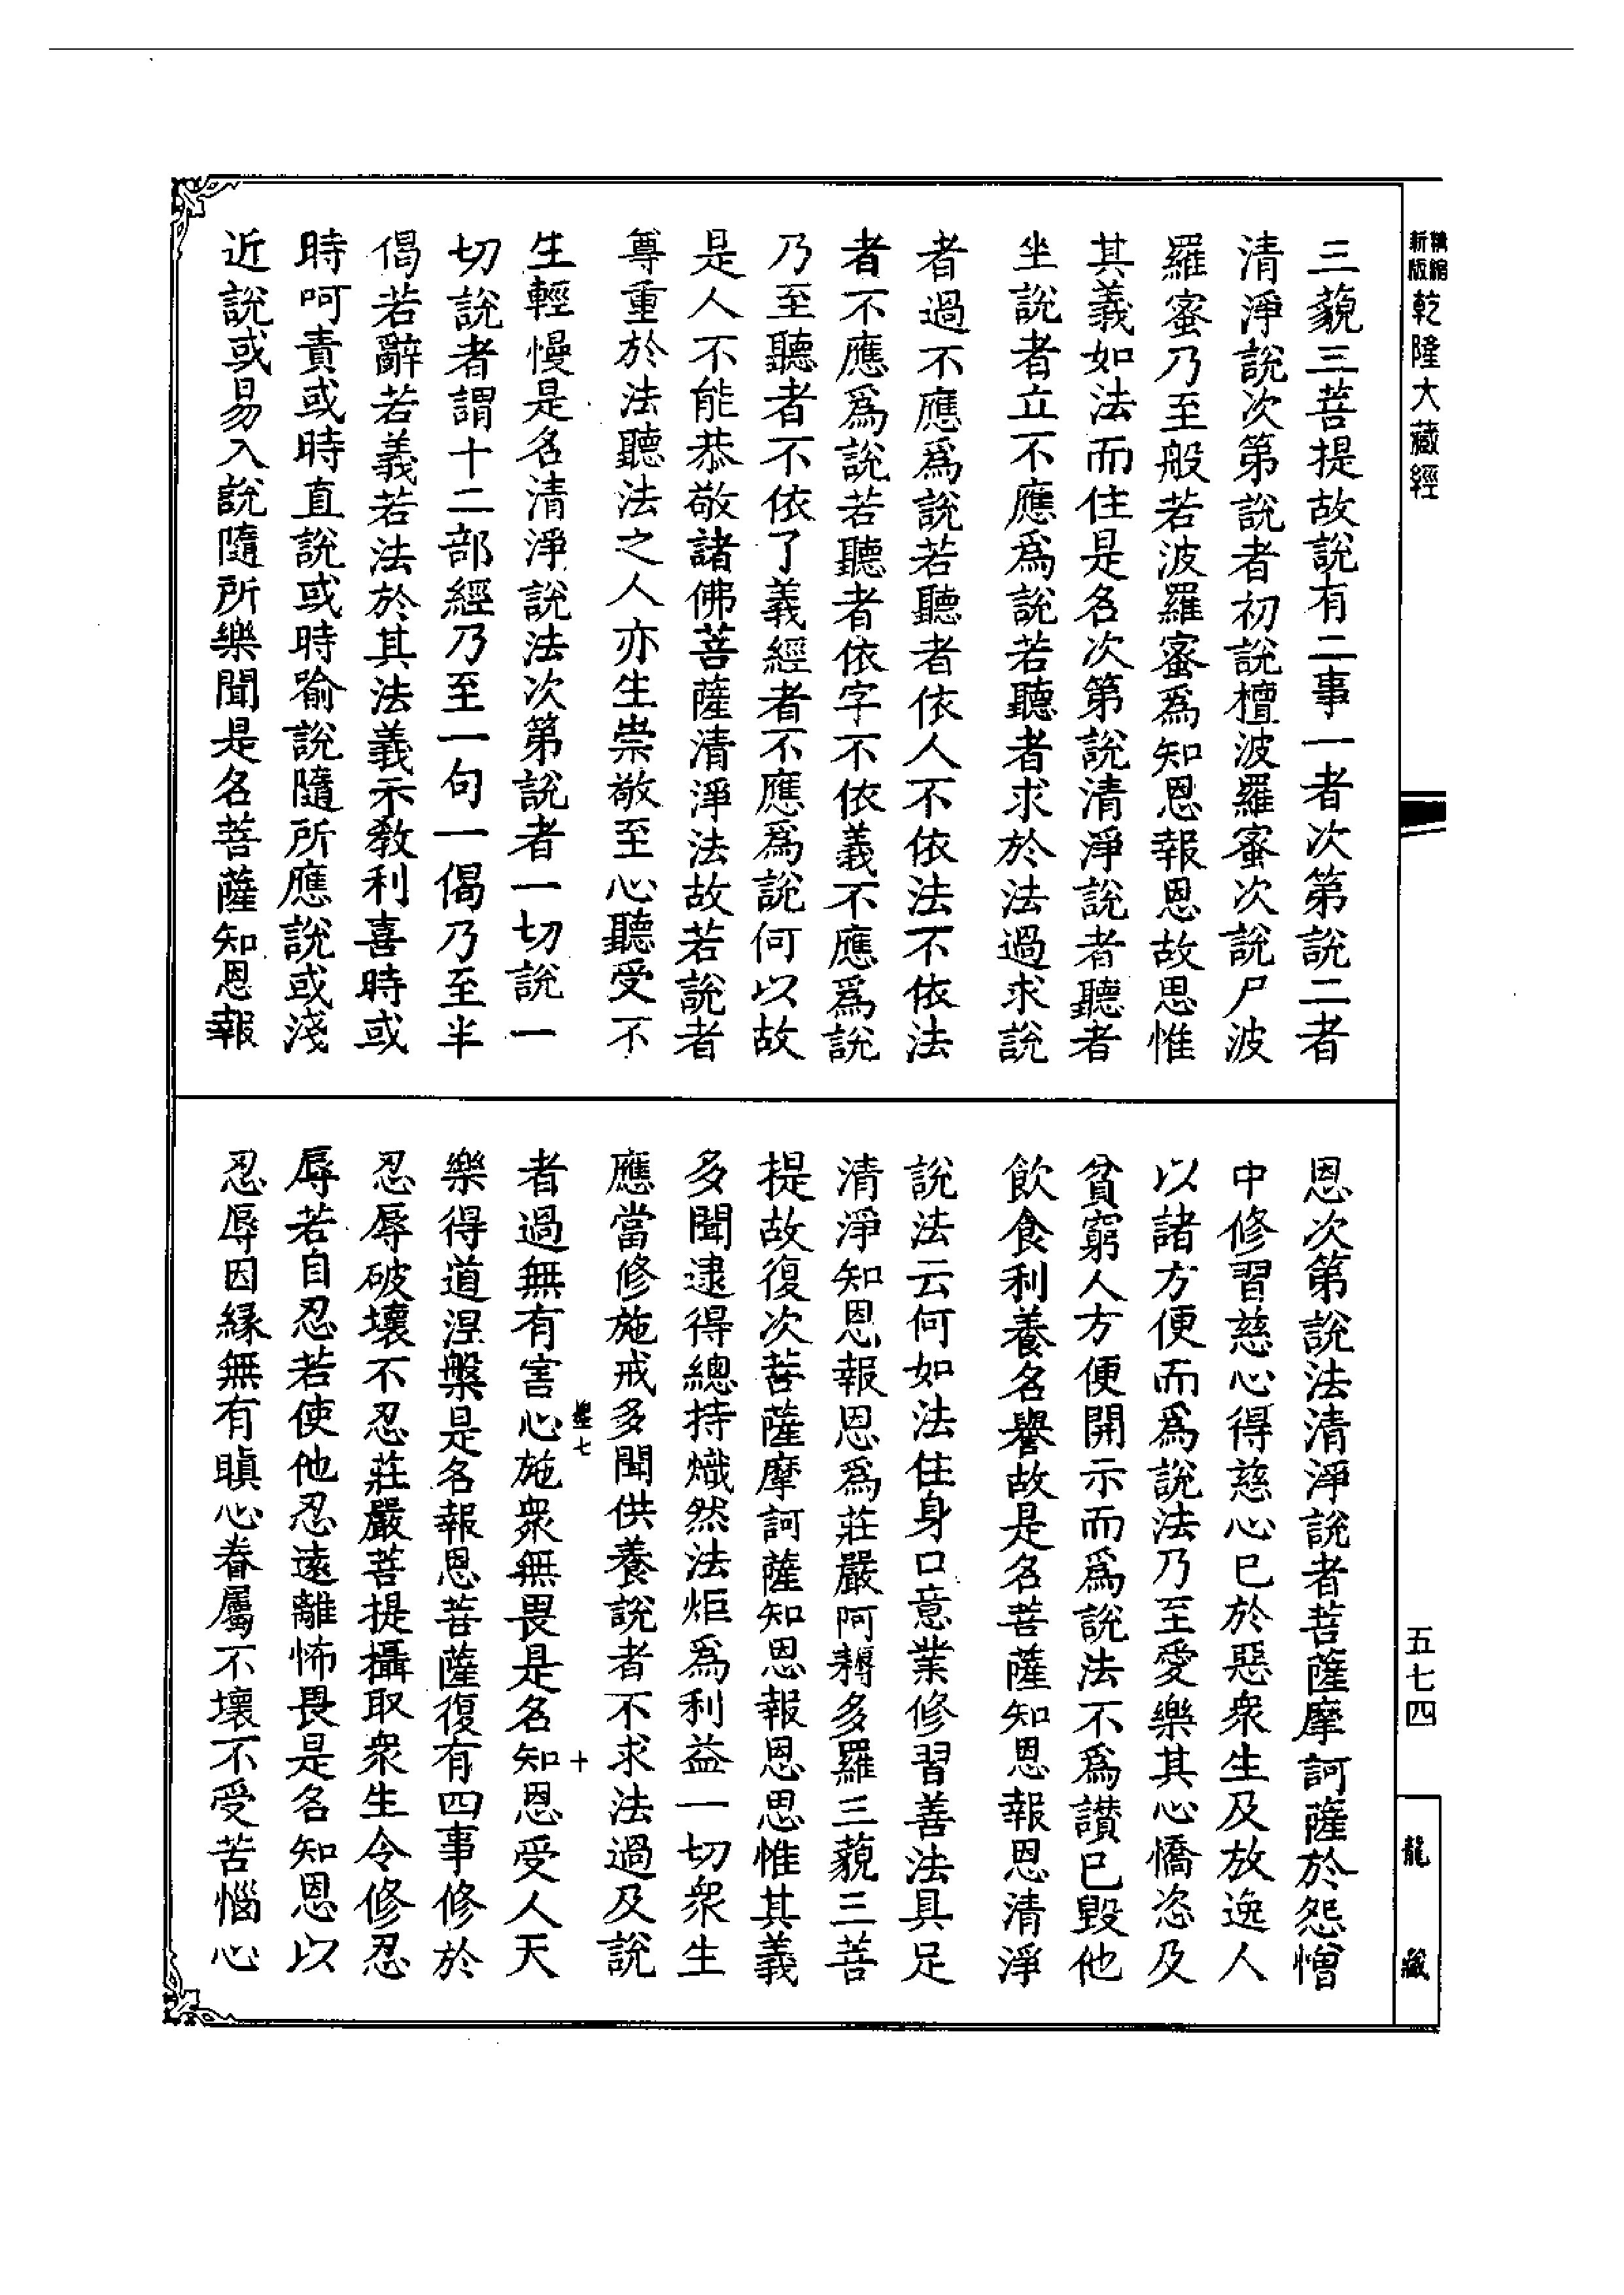 新版精縮乾隆大藏經
三藐三菩提故說有二事一者次第說二者
清淨說次第說者初說檀波羅蜜次說尸波
羅蜜乃至般若波羅蜜爲知恩報恩故思惟
其義如法而住是名次第說清淨說者聽者
坐說者立不應爲說若聽者求於法過求說
者過不應爲說若聽者依人不依法不依法
者不應爲說若聽者依字不依義不應爲說
乃至聽者不依了義經者不應爲說何以故
是人不能恭敬諸佛菩薩清淨法故若說者
尊重於法聽法之人亦生崇敬至心聽受不
生輕慢是名清淨說法次第說者一切說一
切說者謂十二部經乃至一句一偈乃至半
偈若辭若義若法於其法義示教利喜時或
時呵責或時直說或時喻說隨所應說或淺
近說或易入說隨所樂聞是名菩薩知恩報
恩次第說法清淨說者菩薩摩訶薩於怨憎
中修習慈心得慈心已於惡衆生及放逸人
以諸方便而爲說法乃至愛樂其心憍恣及
貧窮人方便開示而爲說法不爲讚已毀他
飲食利養名譽故是名菩薩知恩報恩清淨
說法云何如法住身口意業修習善法具足
清淨知恩報恩爲莊嚴阿耨多羅三藐三菩
提故復次菩薩摩訶薩知恩報恩思惟其義
多聞逮得總持熾然法炬爲利益一切衆生
應當修施戒多聞供養說者不求法過及說
七 十
者過無有害心施衆無畏是名知恩受人天
樂得道涅槃是名報恩菩薩復有四事修於
忍辱破壞不忍莊嚴菩提攝取衆生令修忍
辱若自忍若使他忍遠離怖畏是名知恩以
忍辱因緣無有瞋心眷屬不壞不受苦惱心
五七四
龍藏